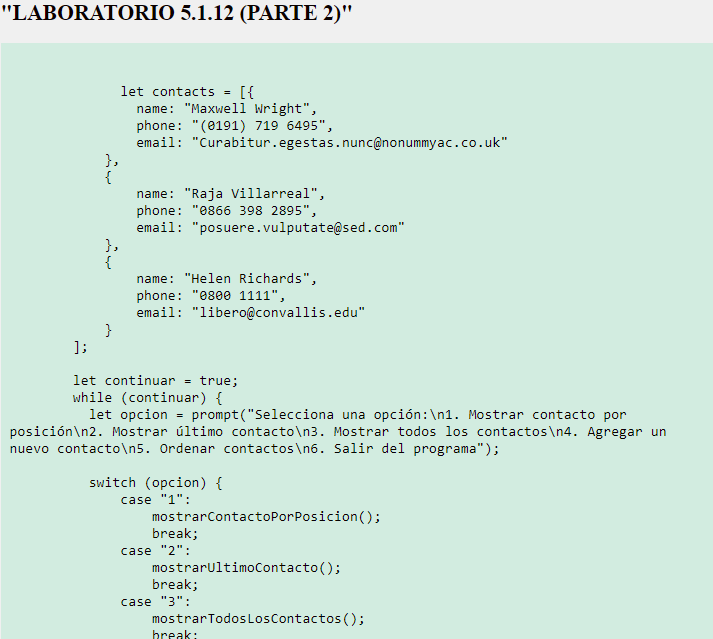 "LABORATORIO 5.1.12 (PARTE 2)"
let contacts = [{
name: "Maxwell Wright",
phone: "(0191) 719 6495",
email: "Curabitur.egestas.nunc@nonummyac.co.uk"
},
{
name: "Raja Villarreal",
phone: "0866 398 2895",
email: "posuere.vulputate@sed.com"
},
{
name: "Helen Richards",
phone: "0800 1111",
email: "libero@convallis.edu"
}
];
let continuar = true;
while (continuar) {
let opcion = prompt("Selecciona una opción:\n1. Mostrar contacto por
posición\n2. Mostrar último contacto\n3. Mostrar todos los contactos\n4. Agregar un
nuevo contacto\n5. Ordenar contactos\n6. Salir del programa");
switch (opcion) {
case "1":
mostrarContactoPorPosicion();
break;
case "2":
mostrarUltimoContacto();
break;
case "3":
mostrarTodosLosContactos();
break;